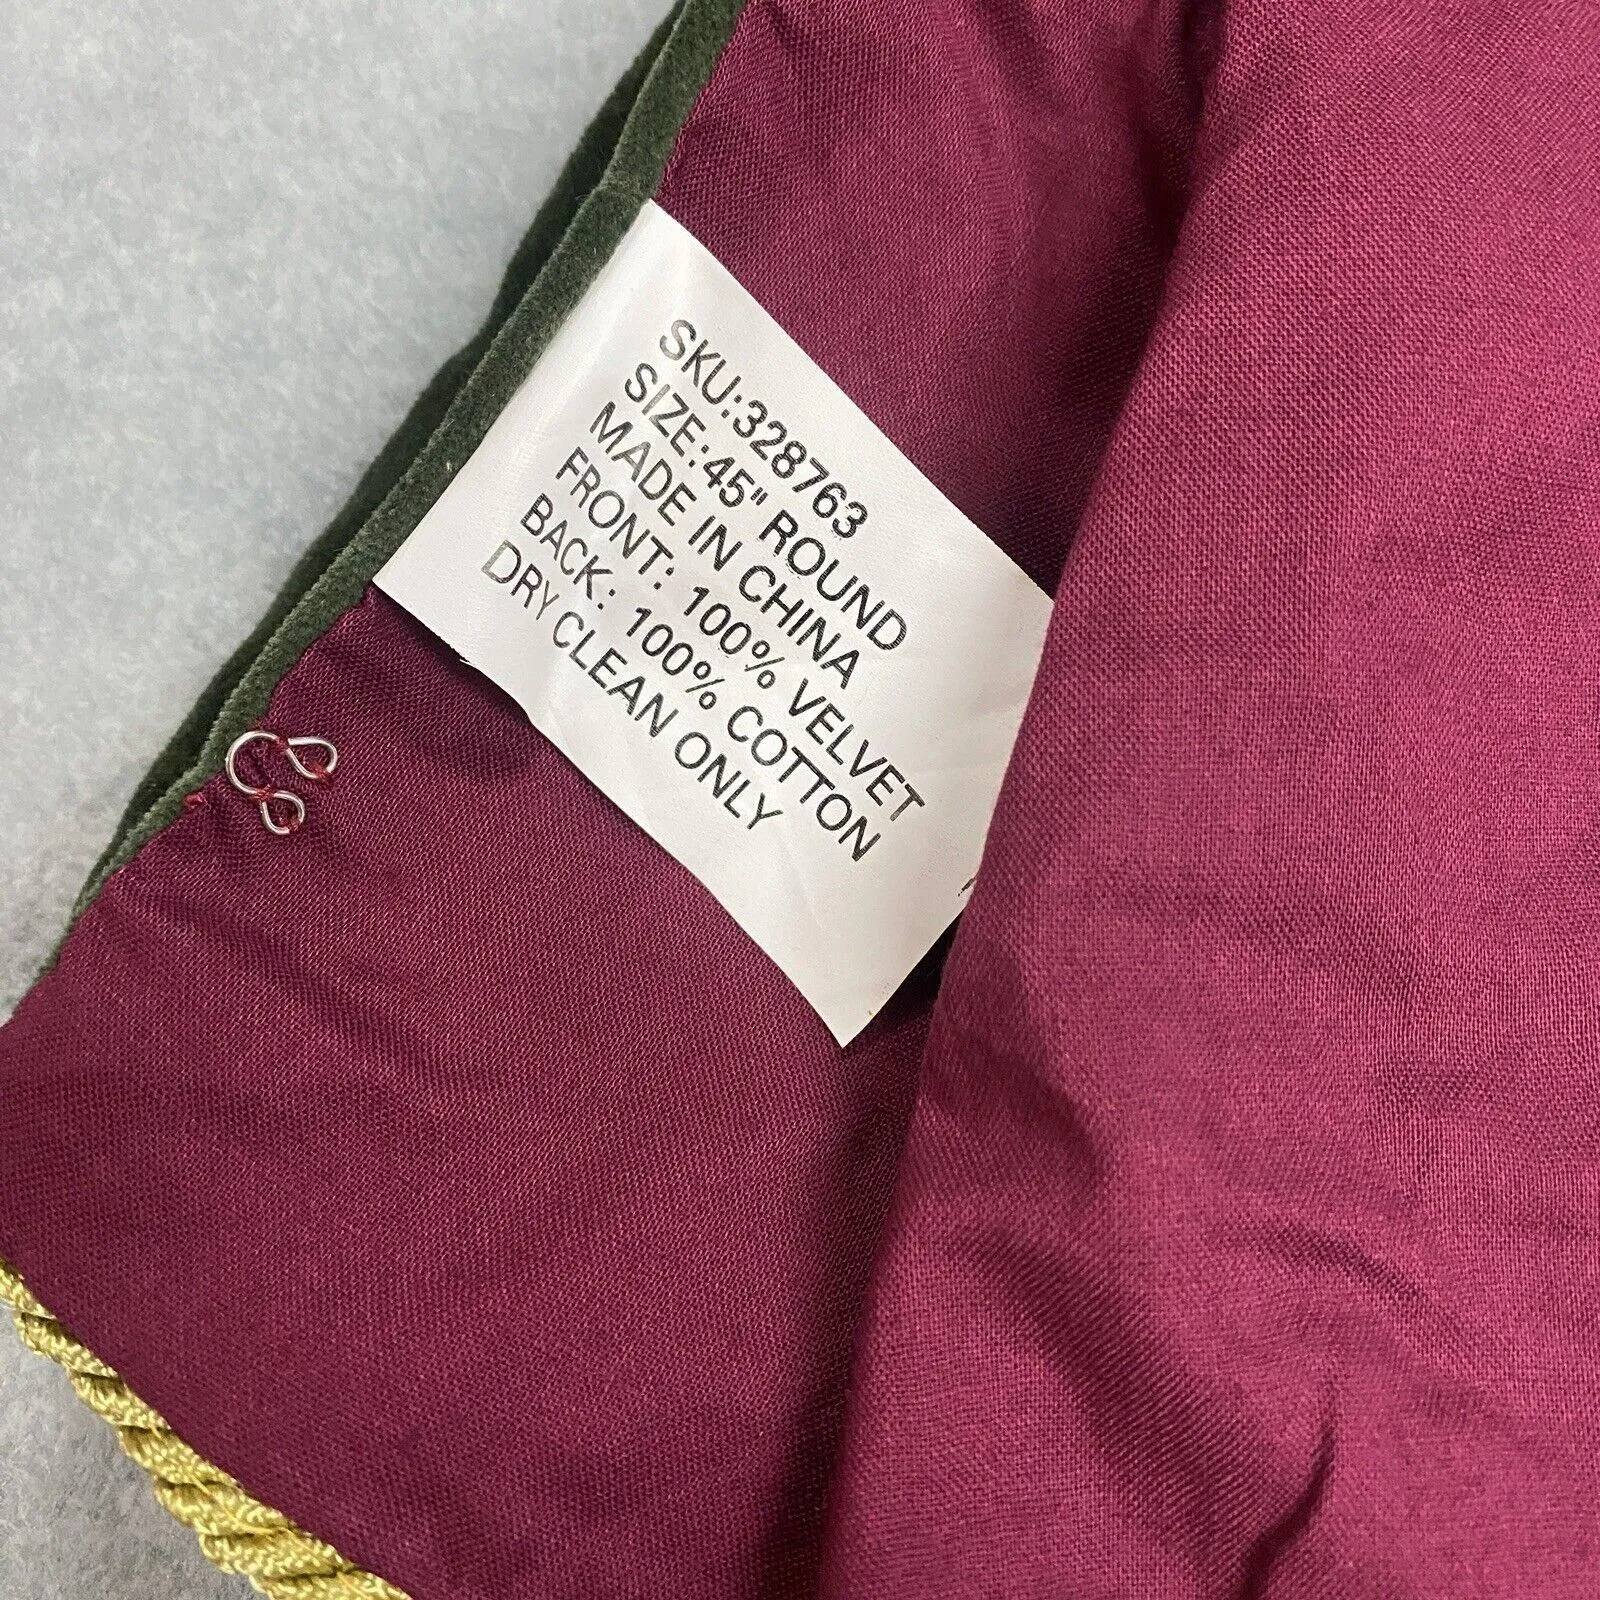 SKU:328763
SIZE:45" ROUND
MADE IN CHINA
FRONT: 100% VELVET
BACK: 100% COTTON
DRY CLEAN ONLY